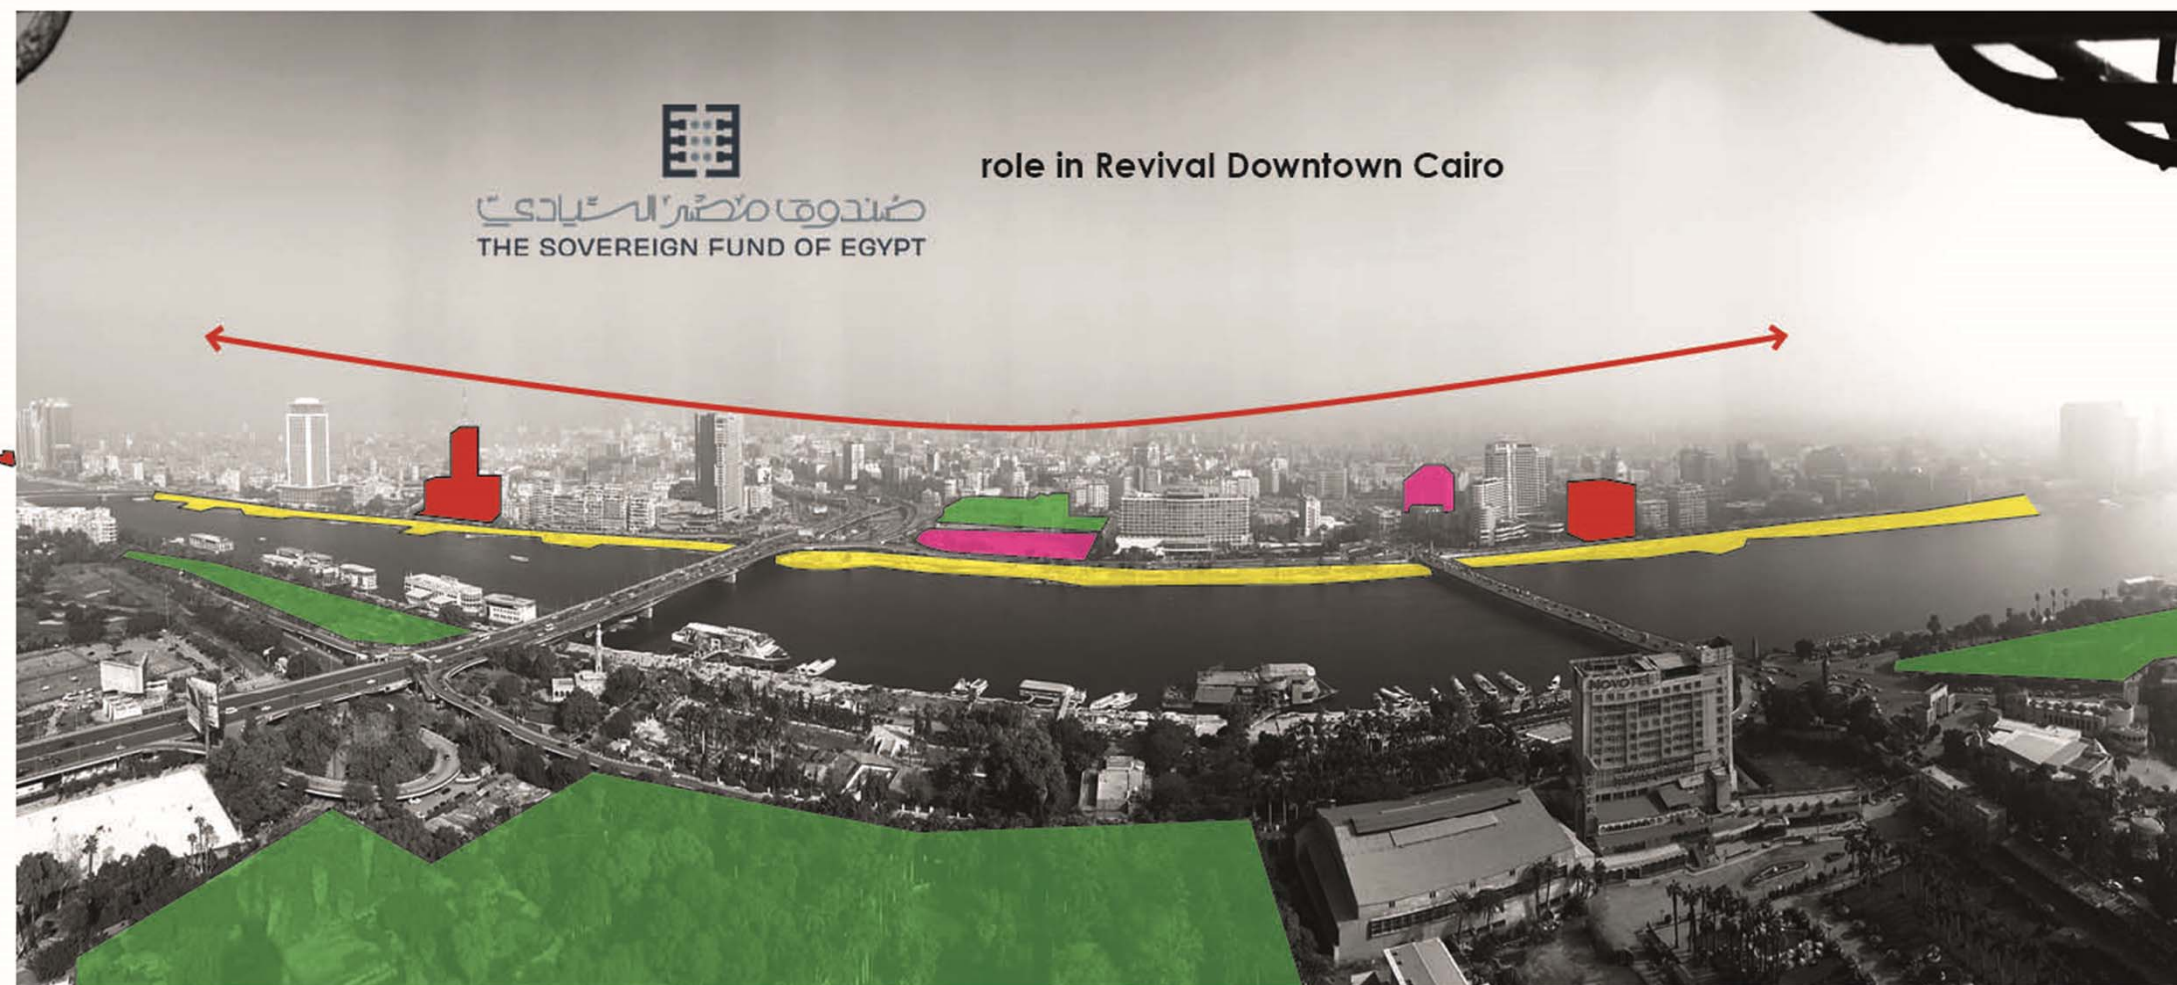 صندوق مصر السيادي
THE SOVEREIGN FUND OF EGYPT
role in Revival Downtown Cairo
NOVOTEL